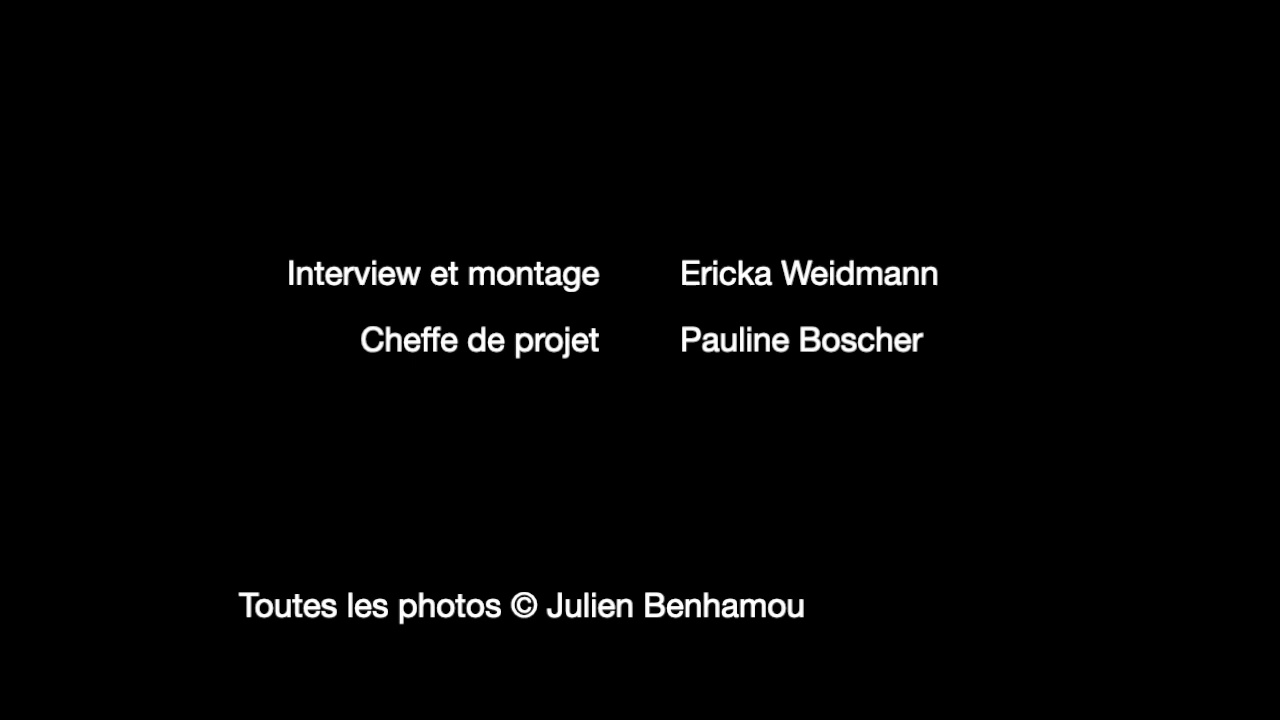 Interview et montage Ericka Weidmann
Cheffe de projet Pauline Boscher
Toutes les photos © Julien Benhamou